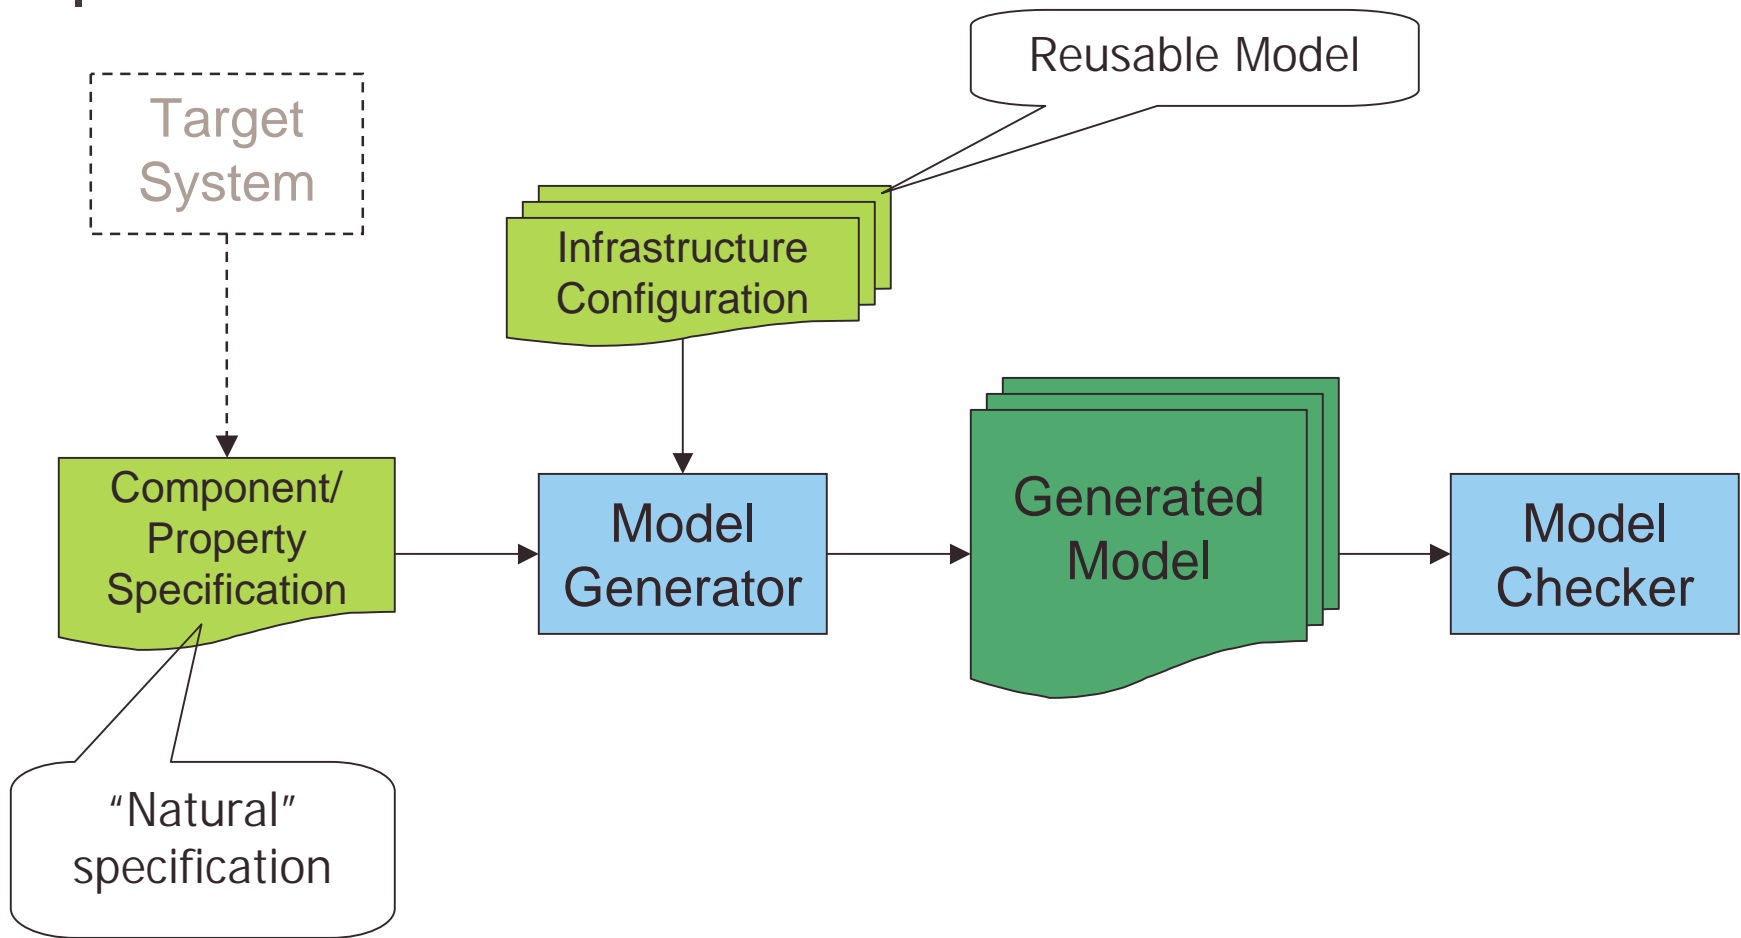 Reusable Model
Target
System
Infrastructure
Configuration
Component/
Property
Specification
Model
Generator
Generated
Model
Model
Checker
“Natural”
specification